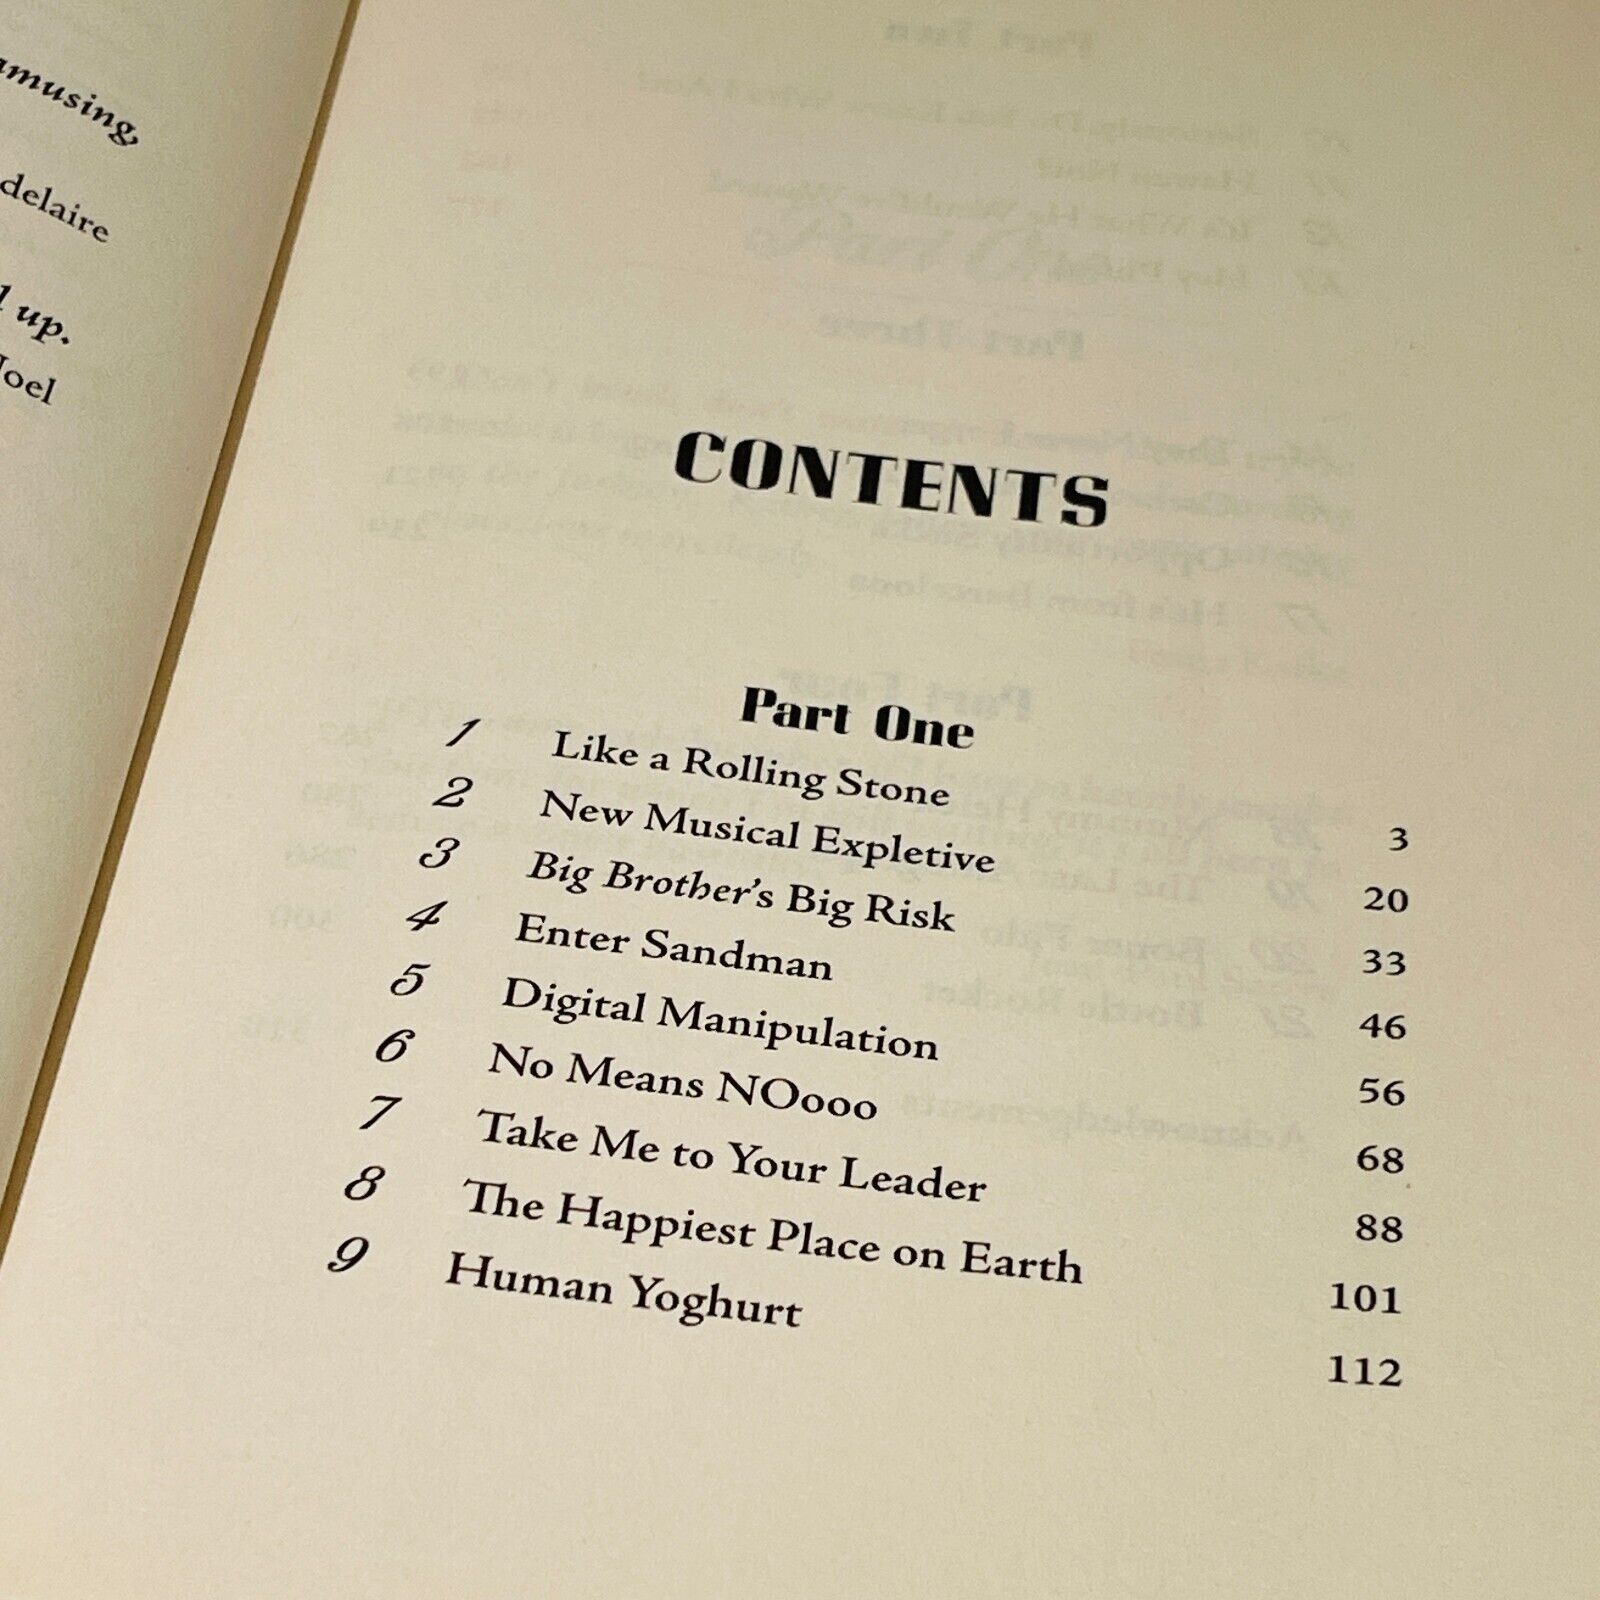 amusing,
delaire
up.
Joel
CONTENTS
Part One
1 Like a Rolling Stone 3
2 New Musical Expletive 20
3 Big Brother's Big Risk 33
4 Enter Sandman 46
5 Digital Manipulation 56
6 No Means NOooo 68
7 Take Me to Your Leader 88
8 The Happiest Place on Earth 101
9 Human Yoghurt 112